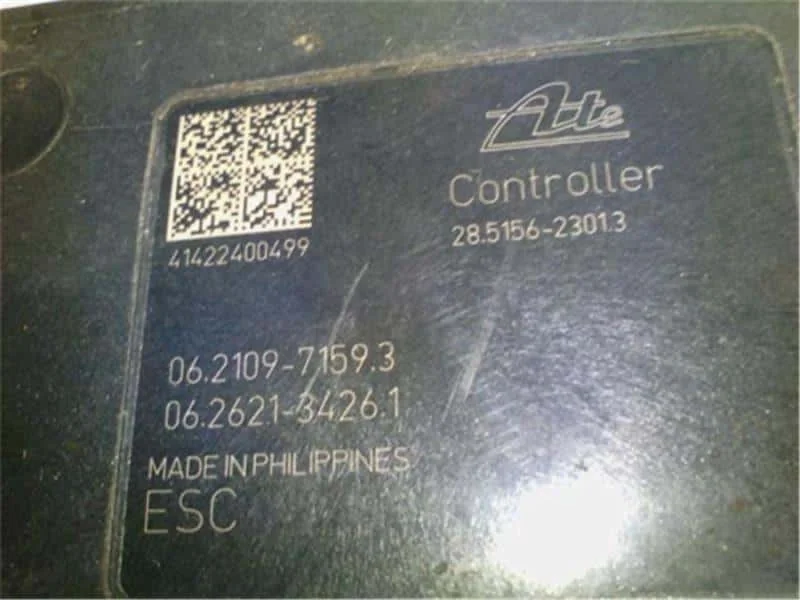 Ate
Controller
28.5156-2301.3
41422400499
06.2109-7159.3
06.2621-3426.1
MADE IN PHILIPPINES
ESC